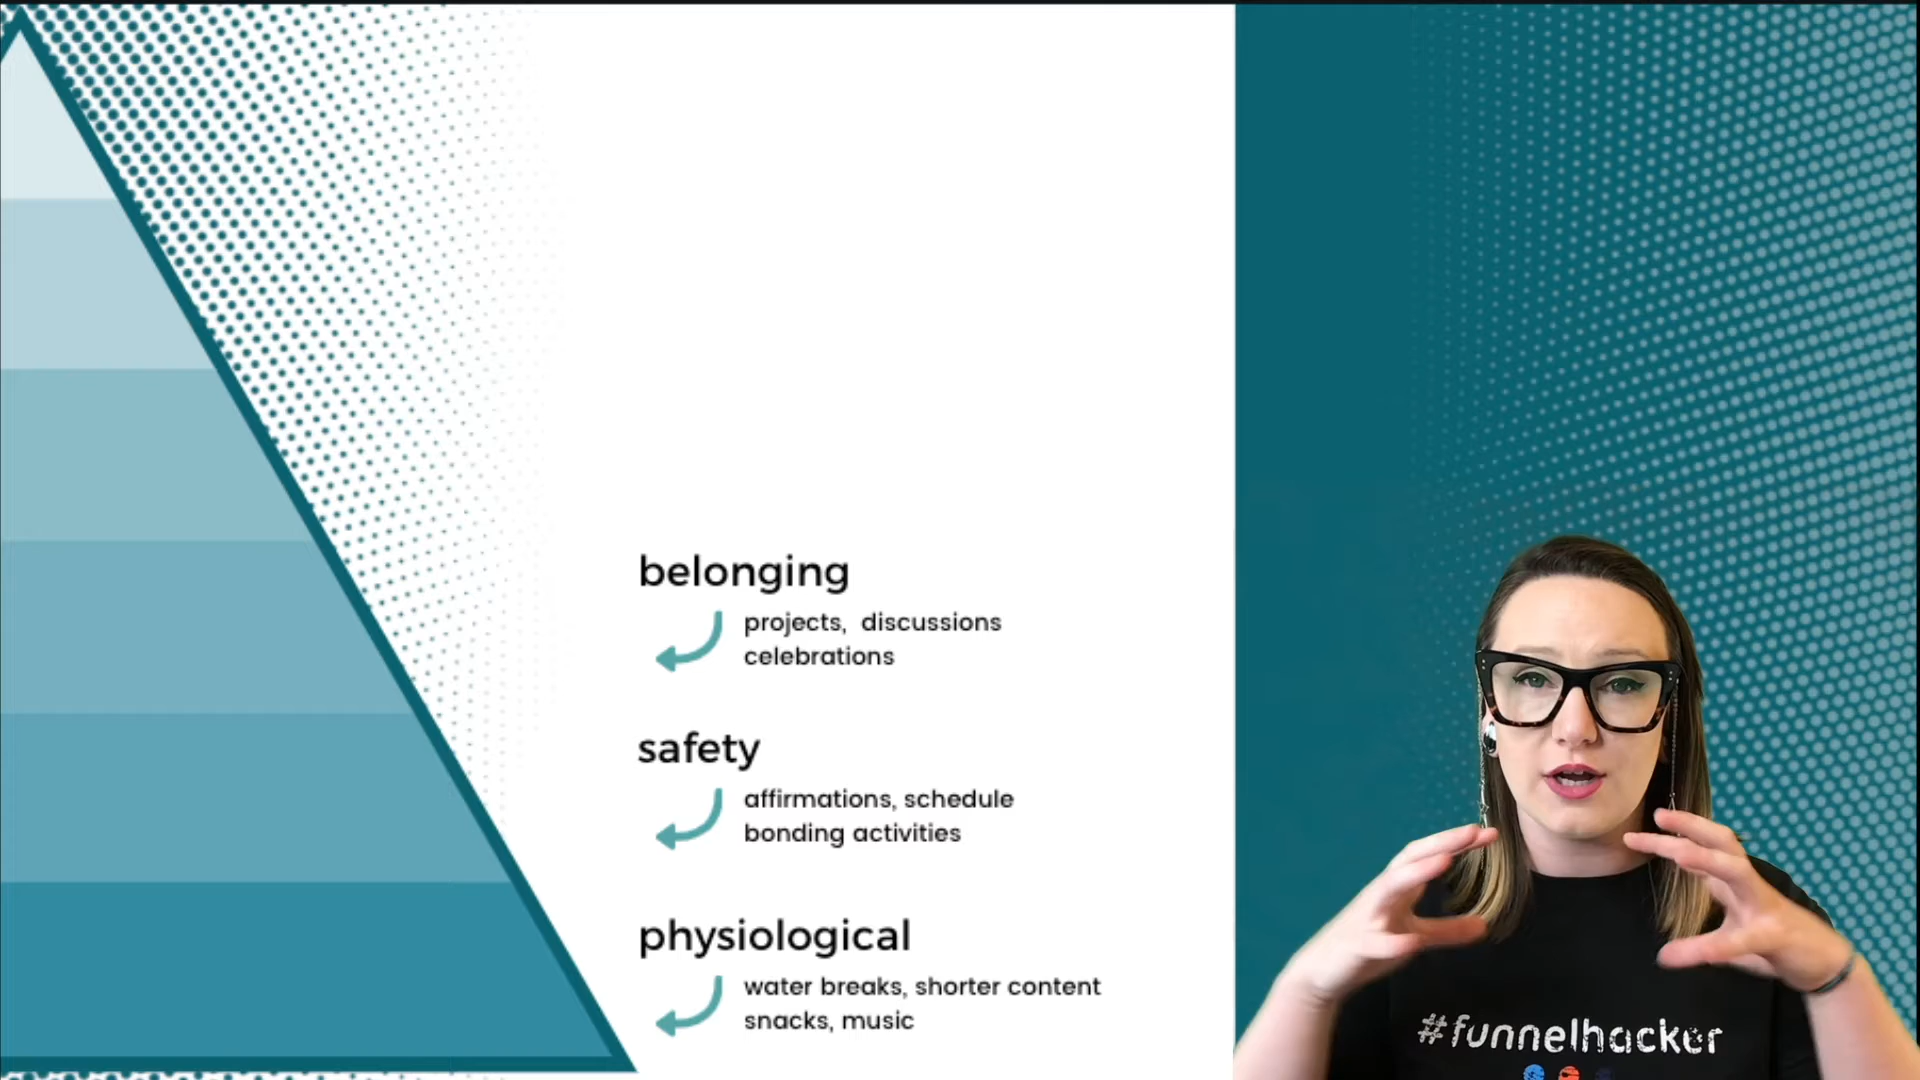 belonging
projects, discussions
celebrations
safety
affirmations, schedule
bonding activities
physiological
water breaks, shorter content
snacks, music
#funnelhacker